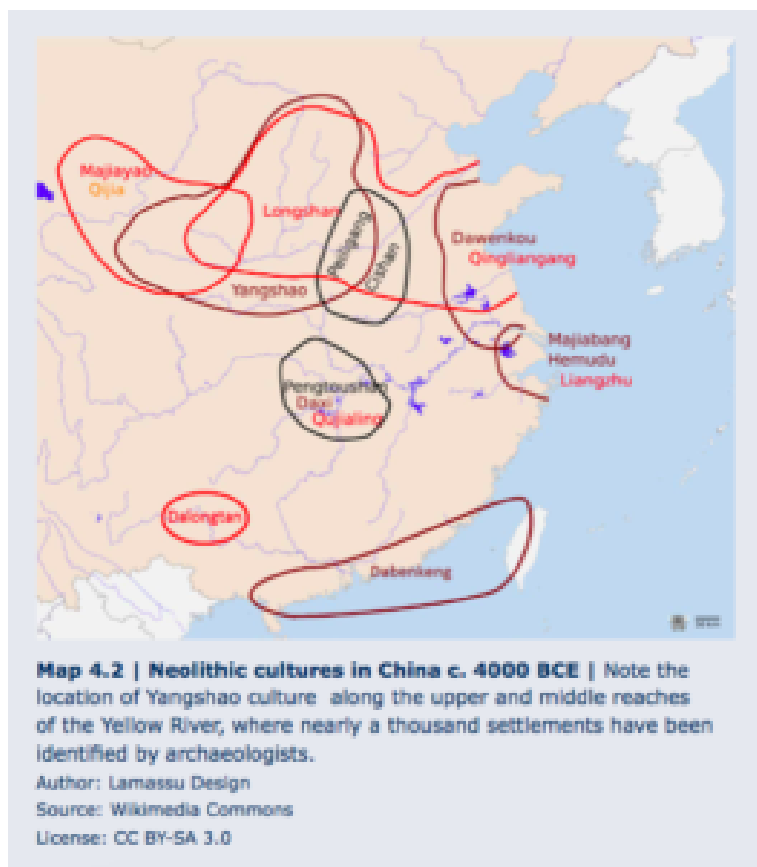 Majiayao
Qijia
Longshan
Peiligang
Cishan
Dawenkou
Qingliangang
Yangshao
Majiabang
Hemudu
Liangzhu
Pengtoushan
Daxi
Qujialing
Dalongtan
Dabenkeng
Map 4.2 | Neolithic cultures in China c. 4000 BCE | Note the
location of Yangshao culture along the upper and middle reaches
of the Yellow River, where nearly a thousand settlements have been
identified by archaeologists.
Author: Lamassu Design
Source: Wikimedia Commons
License: CC BY-SA 3.0